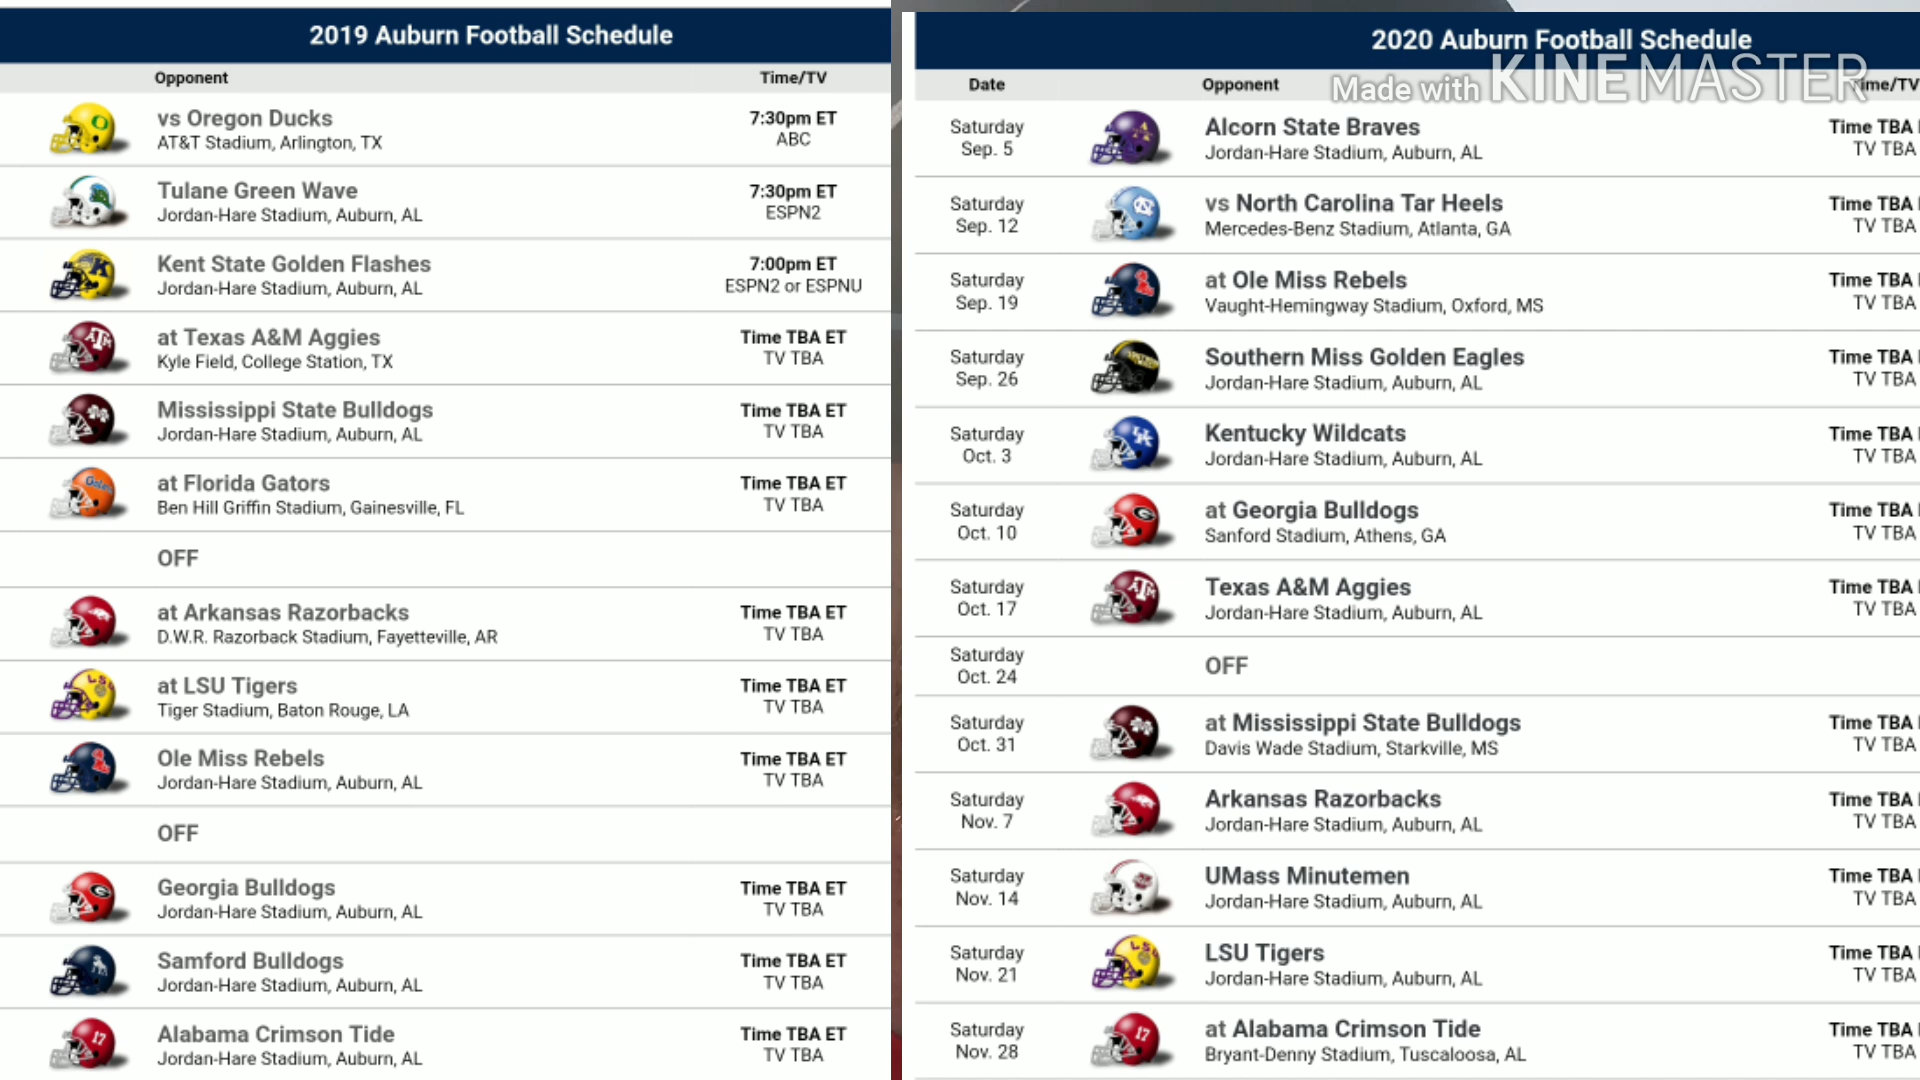 2019 Auburn Football Schedule
Opponent Time/TV
vs Oregon Ducks 7:30pm ET
AT&T Stadium, Arlington, TX ABC
Tulane Green Wave 7:30pm ET
Jordan-Hare Stadium, Auburn, AL ESPN2
Kent State Golden Flashes 7:00pm ET
Jordan-Hare Stadium, Auburn, AL ESPN2 or ESPNU
at Texas A&M Aggies Time TBA ET
Kyle Field, College Station, TX TV TBA
Mississippi State Bulldogs Time TBA ET
Jordan-Hare Stadium, Auburn, AL TV TBA
at Florida Gators Time TBA ET
Ben Hill Griffin Stadium, Gainesville, FL TV TBA
OFF
at Arkansas Razorbacks Time TBA ET
D.W.R. Razorback Stadium, Fayetteville, AR TV TBA
at LSU Tigers Time TBA ET
Tiger Stadium, Baton Rouge, LA TV TBA
Ole Miss Rebels Time TBA ET
Jordan-Hare Stadium, Auburn, AL TV TBA
OFF
Georgia Bulldogs Time TBA ET
Jordan-Hare Stadium, Auburn, AL TV TBA
Samford Bulldogs Time TBA ET
Jordan-Hare Stadium, Auburn, AL TV TBA
Alabama Crimson Tide Time TBA ET
Jordan-Hare Stadium, Auburn, AL TV TBA
2020 Auburn Football Schedule
Made with KINEMASTER
Date Opponent Time/TV
Saturday Alcorn State Braves Time TBA
Sep. 5 Jordan-Hare Stadium, Auburn, AL TV TBA
Saturday vs North Carolina Tar Heels Time TBA
Sep. 12 Mercedes-Benz Stadium, Atlanta, GA TV TBA
Saturday at Ole Miss Rebels Time TBA
Sep. 19 Vaught-Hemingway Stadium, Oxford, MS TV TBA
Saturday Southern Miss Golden Eagles Time TBA
Sep. 26 Jordan-Hare Stadium, Auburn, AL TV TBA
Saturday Kentucky Wildcats Time TBA
Oct. 3 Jordan-Hare Stadium, Auburn, AL TV TBA
Saturday at Georgia Bulldogs Time TBA
Oct. 10 Sanford Stadium, Athens, GA TV TBA
Saturday Texas A&M Aggies Time TBA
Oct. 17 Jordan-Hare Stadium, Auburn, AL TV TBA
Saturday OFF
Oct. 24
Saturday at Mississippi State Bulldogs Time TBA
Oct. 31 Davis Wade Stadium, Starkville, MS TV TBA
Saturday Arkansas Razorbacks Time TBA
Nov. 7 Jordan-Hare Stadium, Auburn, AL TV TBA
Saturday UMass Minutemen Time TBA
Nov. 14 Jordan-Hare Stadium, Auburn, AL TV TBA
Saturday LSU Tigers Time TBA
Nov. 21 Jordan-Hare Stadium, Auburn, AL TV TBA
Saturday at Alabama Crimson Tide Time TBA
Nov. 28 Bryant-Denny Stadium, Tuscaloosa, AL TV TBA